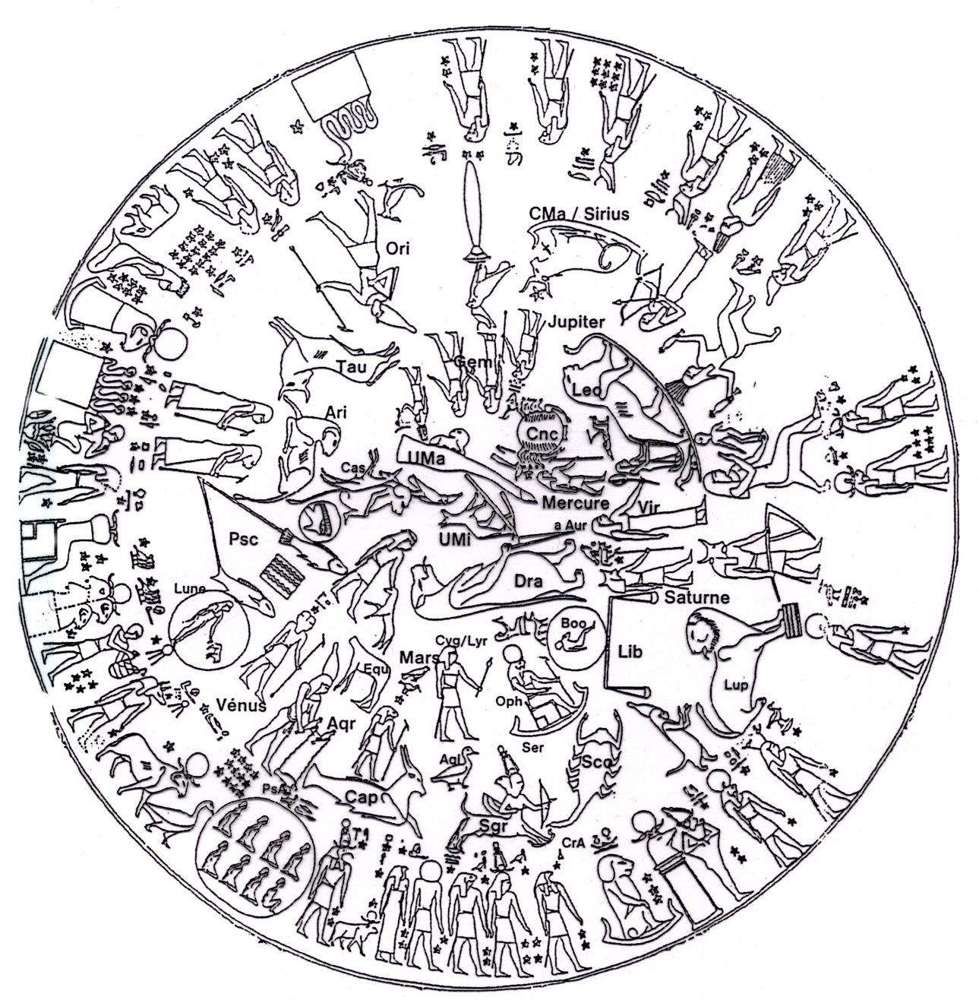 CMa / Sirius
Ori
Jupiter
Tau
Gem
Leo
Ari
Cnc
UMa
Cas
Mercure
Vir
a Aur
Psc
UMi
Dra
Lune
Saturne
Boo
Cyg/Lyr
Mars
Lib
Equ
Lup
Vénus
Oph
Aqr
Ser
Agl
Sco
PsA
Cap
Sgr
CrA